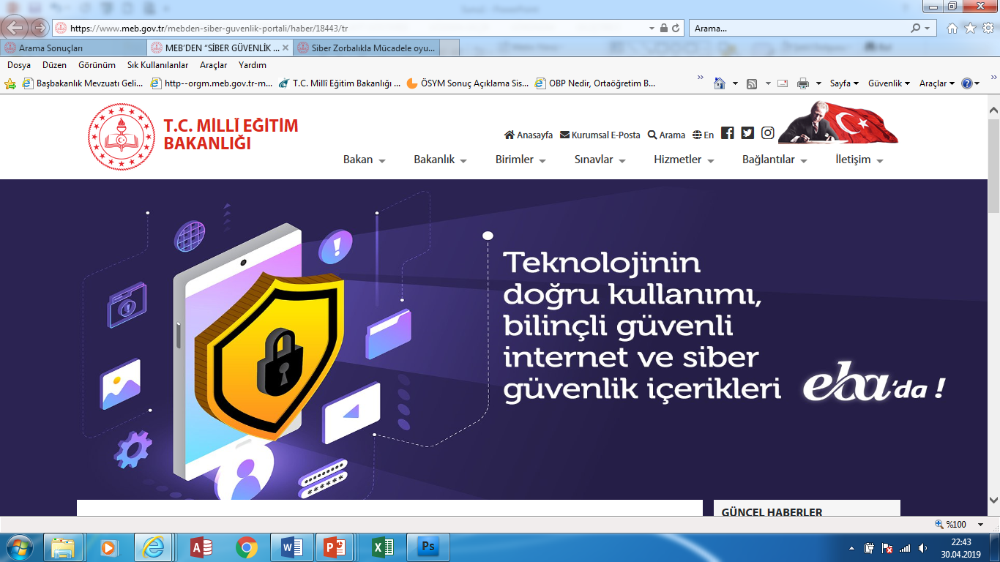 https://www.meb.gov.tr/mebden-siber-guvenlik-portali/haber/18443/tr
Arama...
Arama Sonuçları
MEB'DEN "SİBER GÜVENLİK ...
Siber Zorbalıkla Mücadele oyu...
Dosya Düzen Görünüm Sık Kullanılanlar Araçlar Yardım
Başbakanlık Mevzuatı Geli...
http--orgm.meb.gov.tr-m...
T.C. Millî Eğitim Bakanlığı ...
ÖSYM Sonuç Açıklama Sis...
OBP Nedir, Ortaöğretim B...
Sayfa Güvenlik Araçlar
T.C. MİLLÎ EĞİTİM
BAKANLIĞI
Anasayfa Kurumsal E-Posta Arama En
Bakan Bakanlık Birimler Sınavlar Hizmetler Bağlantılar İletişim
Teknolojinin
doğru kullanımı,
bilinçli güvenli
internet ve siber
güvenlik içerikleri eba'da !
GÜNCEL HABERLER
%100
Ps
22:43
30.04.2019